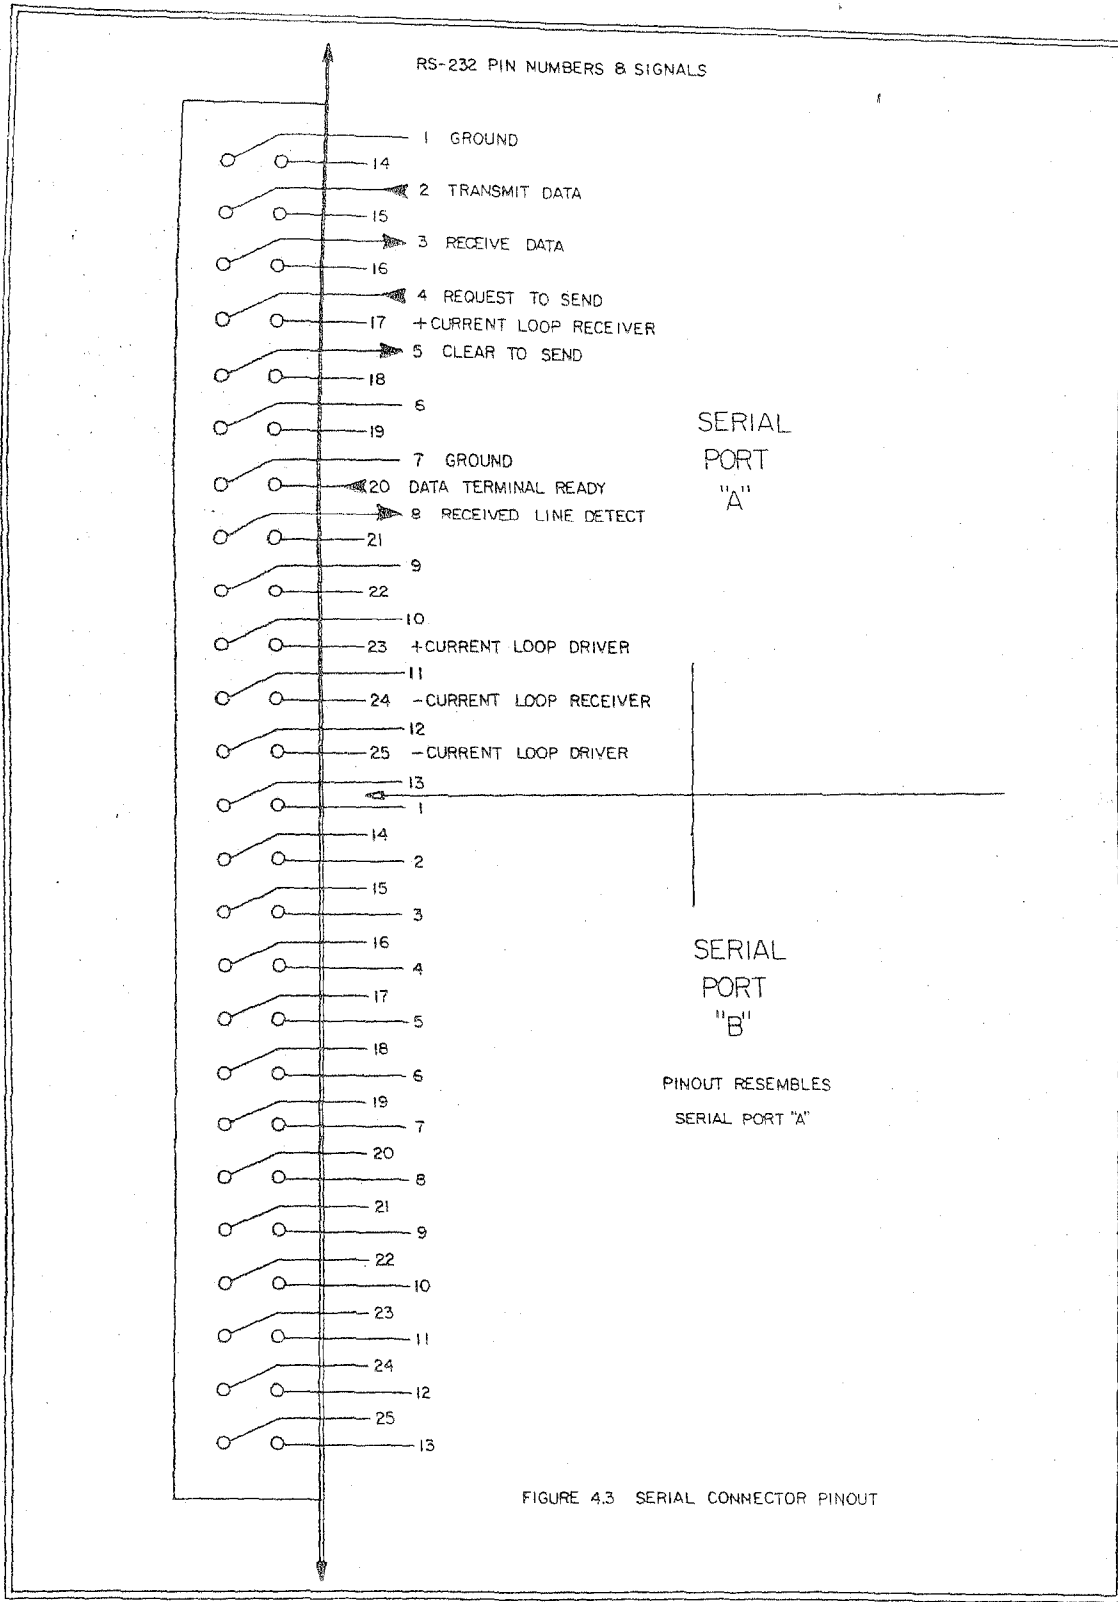 RS-232 PIN NUMBERS & SIGNALS
1 GROUND
14
2 TRANSMIT DATA
15
3 RECEIVE DATA
16
4 REQUEST TO SEND
17 +CURRENT LOOP RECEIVER
5 CLEAR TO SEND
18
6
19
7 GROUND
20 DATA TERMINAL READY
8 RECEIVED LINE DETECT
21
9
22
10
23 +CURRENT LOOP DRIVER
11
24 -CURRENT LOOP RECEIVER
12
25 -CURRENT LOOP DRIVER
13
SERIAL
PORT
"A"
1
14
2
15
3
16
4
17
5
18
6
19
7
20
8
21
9
22
10
23
11
24
12
25
13
SERIAL
PORT
"B"
PINOUT RESEMBLES
SERIAL PORT "A"
FIGURE 4.3 SERIAL CONNECTOR PINOUT